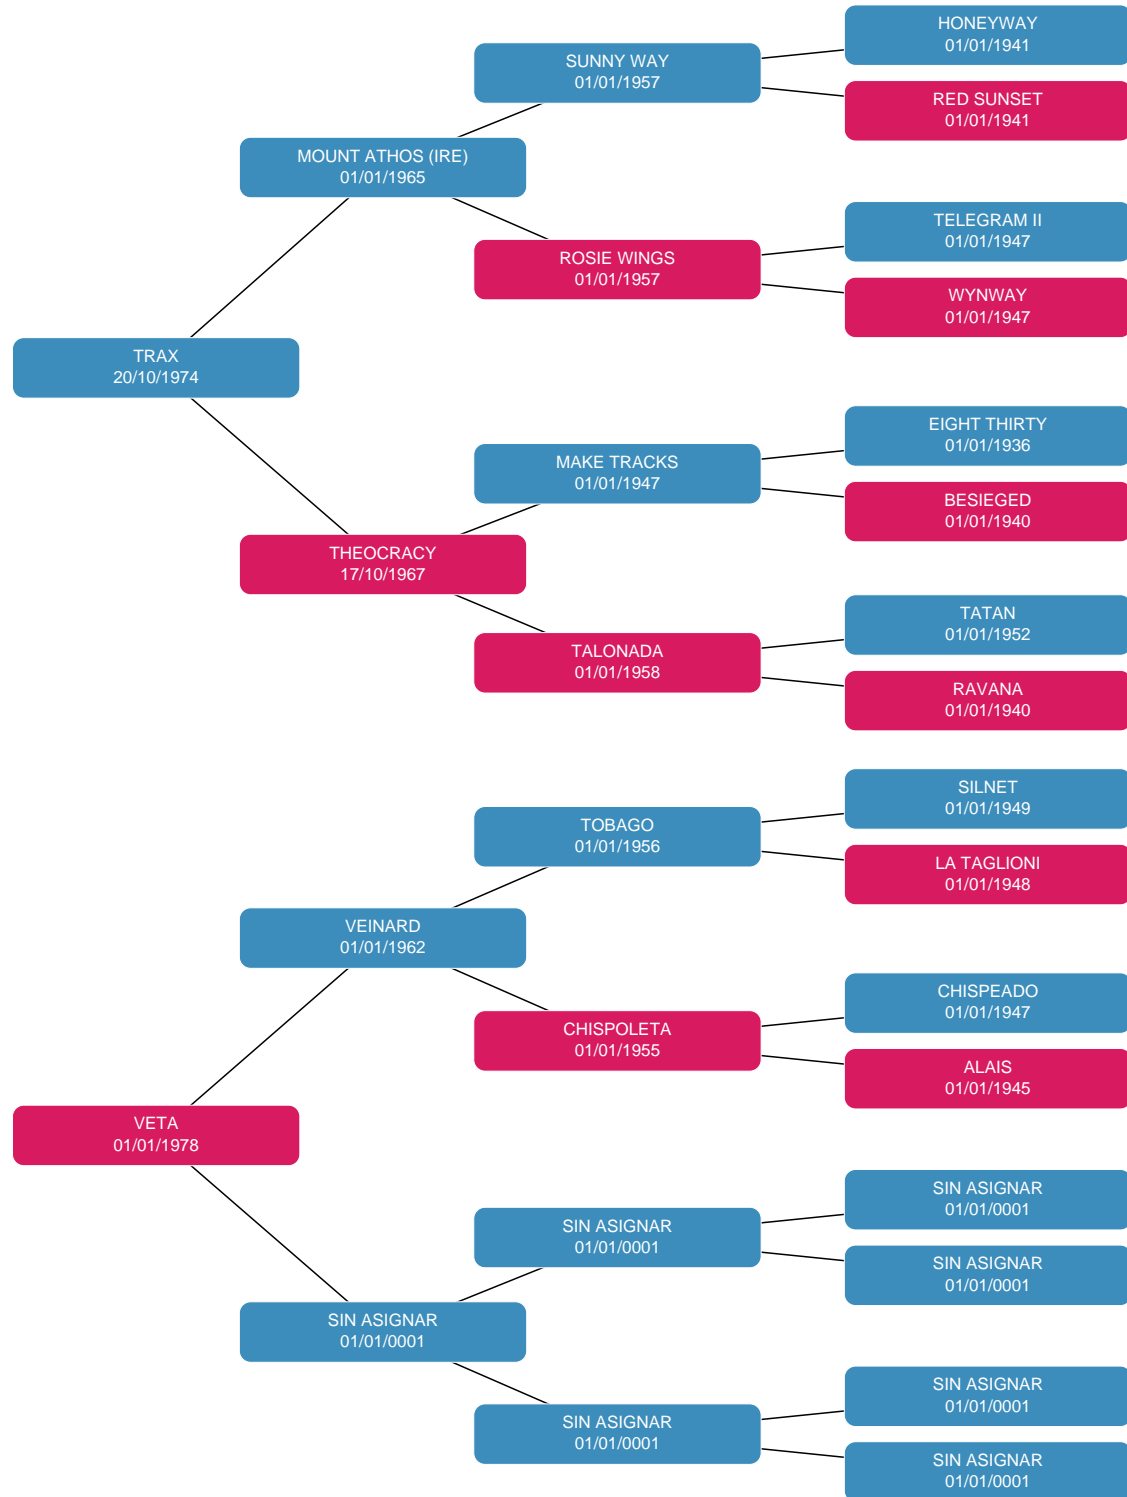 HONEYWAY
01/01/1941
SUNNY WAY
01/01/1957
RED SUNSET
01/01/1941
MOUNT ATHOS (IRE)
01/01/1965
TELEGRAM II
01/01/1947
ROSIE WINGS
01/01/1957
WYNWAY
01/01/1947
TRAX
20/10/1974
EIGHT THIRTY
01/01/1936
MAKE TRACKS
01/01/1947
BESIEGED
01/01/1940
THEOCRACY
17/10/1967
TATAN
01/01/1952
TALONADA
01/01/1958
RAVANA
01/01/1940
SILNET
01/01/1949
TOBAGO
01/01/1956
LA TAGLIONI
01/01/1948
VEINARD
01/01/1962
CHISPEADO
01/01/1947
CHISPOLETA
01/01/1955
ALAIS
01/01/1945
VETA
01/01/1978
SIN ASIGNAR
01/01/0001
SIN ASIGNAR
01/01/0001
SIN ASIGNAR
01/01/0001
SIN ASIGNAR
01/01/0001
SIN ASIGNAR
01/01/0001
SIN ASIGNAR
01/01/0001
SIN ASIGNAR
01/01/0001